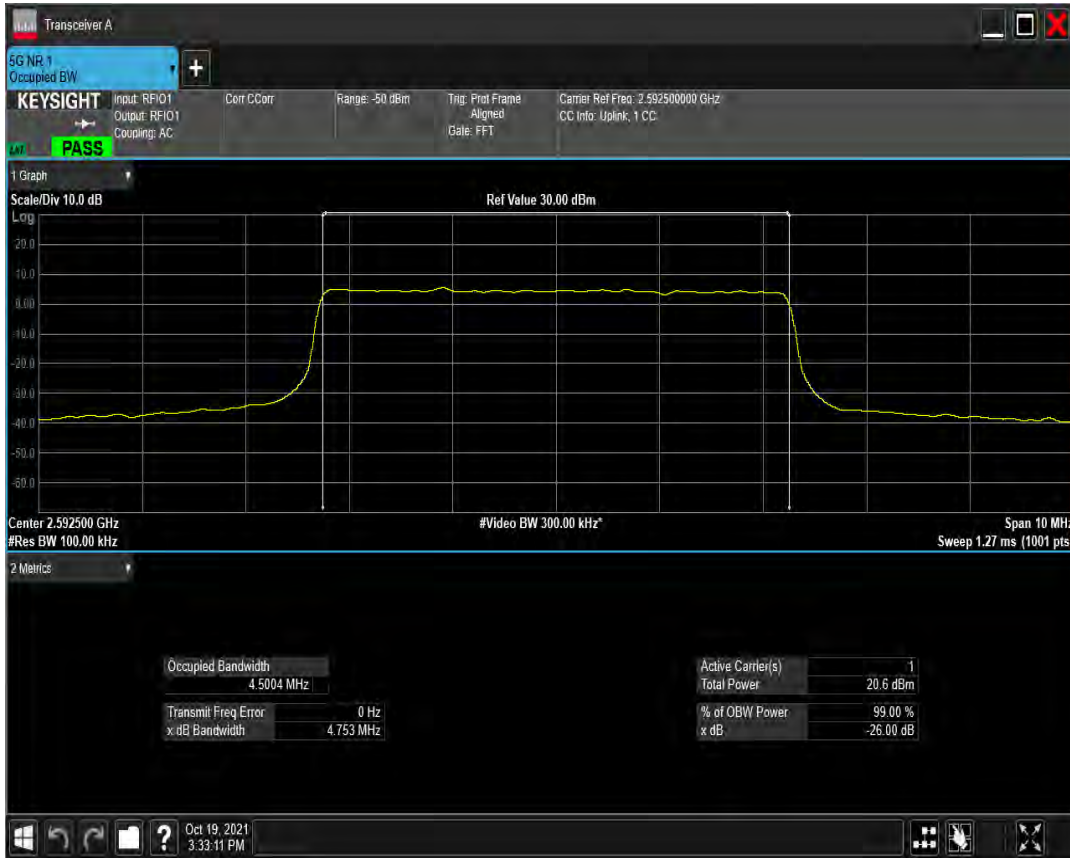 Transceiver A
5G NR 1
Occupied BW
+
KEYSIGHT
PASS
Input: RFIO1
Output: RFIO1
Coupling: AC
Corr CCorr
Range: -50 dBm
Trig: Prot Frame
Aligned
Gate: FFT
Carrier Ref Freq: 2.592500000 GHz
CC Info: Uplink, 1 CC
1 Graph
Scale/Div 10.0 dB
Ref Value 30.00 dBm
Log
20.0
10.0
0.00
-10.0
-20.0
-30.0
-40.0
-50.0
-60.0
Center 2.592500 GHz
#Video BW 300.00 kHz*
Span 10 MHz
#Res BW 100.00 kHz
Sweep 1.27 ms (1001 pts
2 Metrics
Occupied Bandwidth
4.5004 MHz
Transmit Freq Error 0 Hz
x dB Bandwidth 4.753 MHz
Active Carrier(s) 1
Total Power 20.6 dBm
% of OBW Power 99.00 %
x dB -26.00 dB
?
Oct 19, 2021
3:33:11 PM